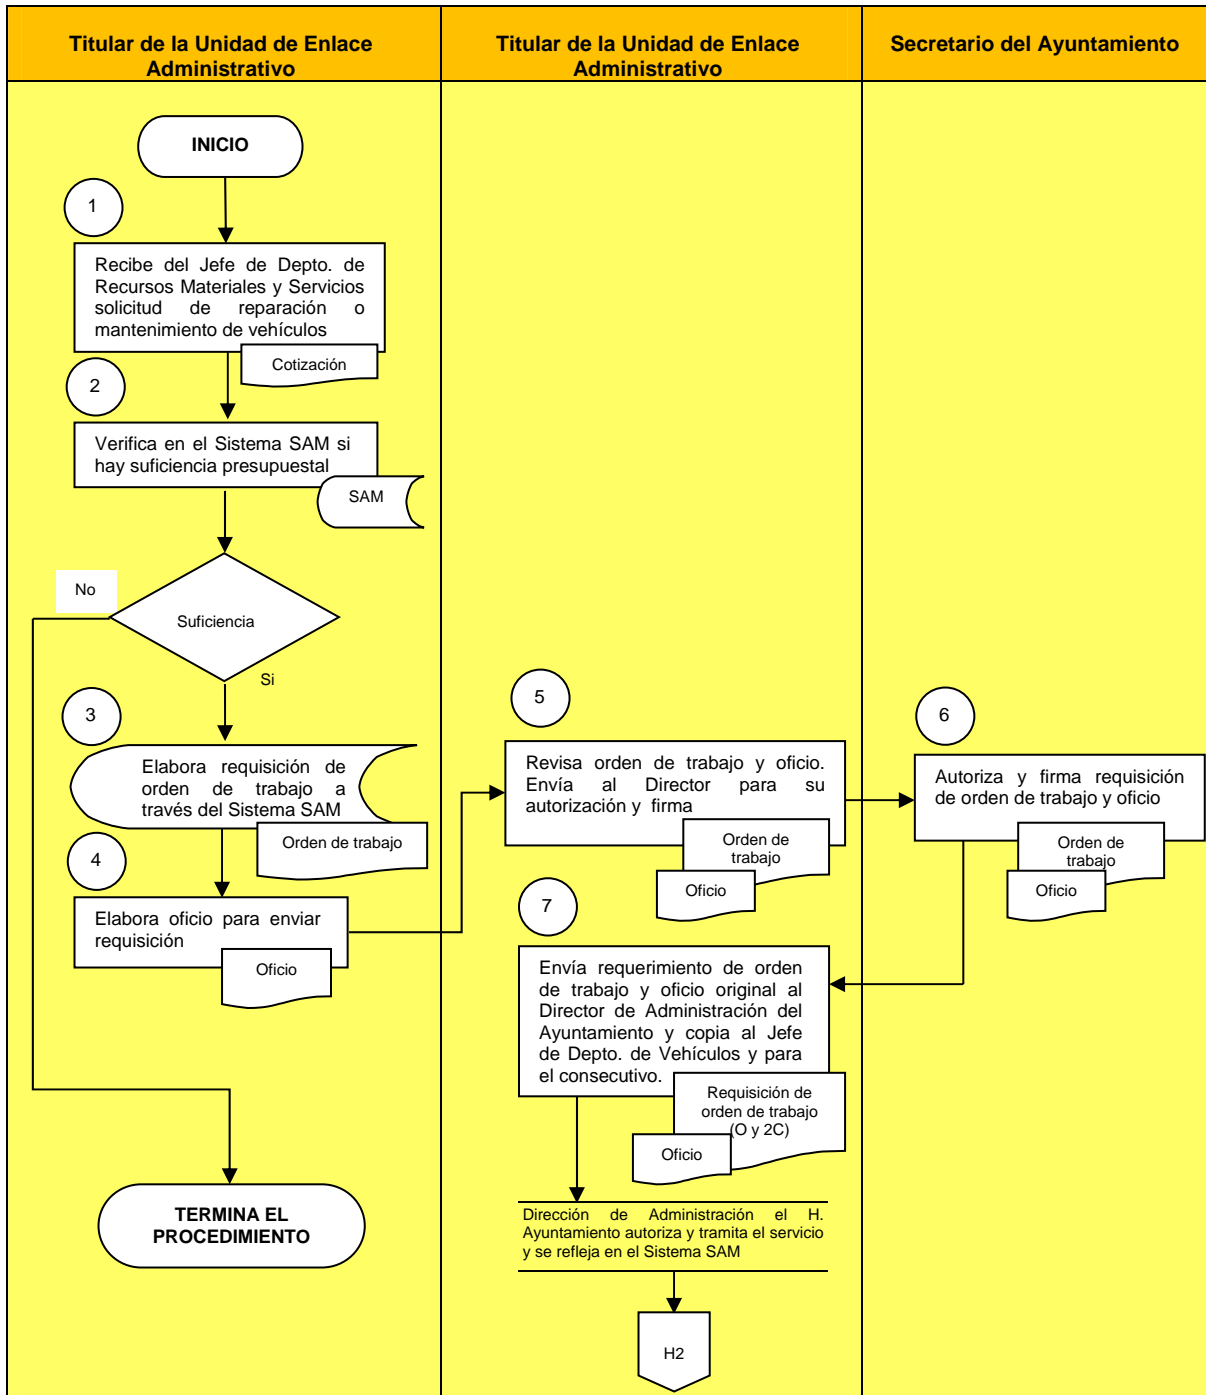 Titular de la Unidad de Enlace
Administrativo
Titular de la Unidad de Enlace
Administrativo
Secretario del Ayuntamiento
INICIO
1
Recibe del Jefe de Depto. de
Recursos Materiales y Servicios
solicitud de reparación o
mantenimiento de vehículos
Cotización
2
Verifica en el Sistema SAM si
hay suficiencia presupuestal
SAM
No
Suficiencia
Si
3
Elabora requisición de
orden de trabajo a
través del Sistema SAM
Orden de trabajo
4
Elabora oficio para enviar
requisición
Oficio
TERMINA EL
PROCEDIMIENTO
5
Revisa orden de trabajo y oficio.
Envía al Director para su
autorización y firma
Orden de
trabajo
Oficio
6
Autoriza y firma requisición
de orden de trabajo y oficio
Orden de
trabajo
Oficio
7
Envía requerimiento de orden
de trabajo y oficio original al
Director de Administración del
Ayuntamiento y copia al Jefe
de Depto. de Vehículos y para
el consecutivo.
Requisición de
orden de trabajo
(O y 2C)
Oficio
Dirección de Administración el H.
Ayuntamiento autoriza y tramita el servicio
y se refleja en el Sistema SAM
H2